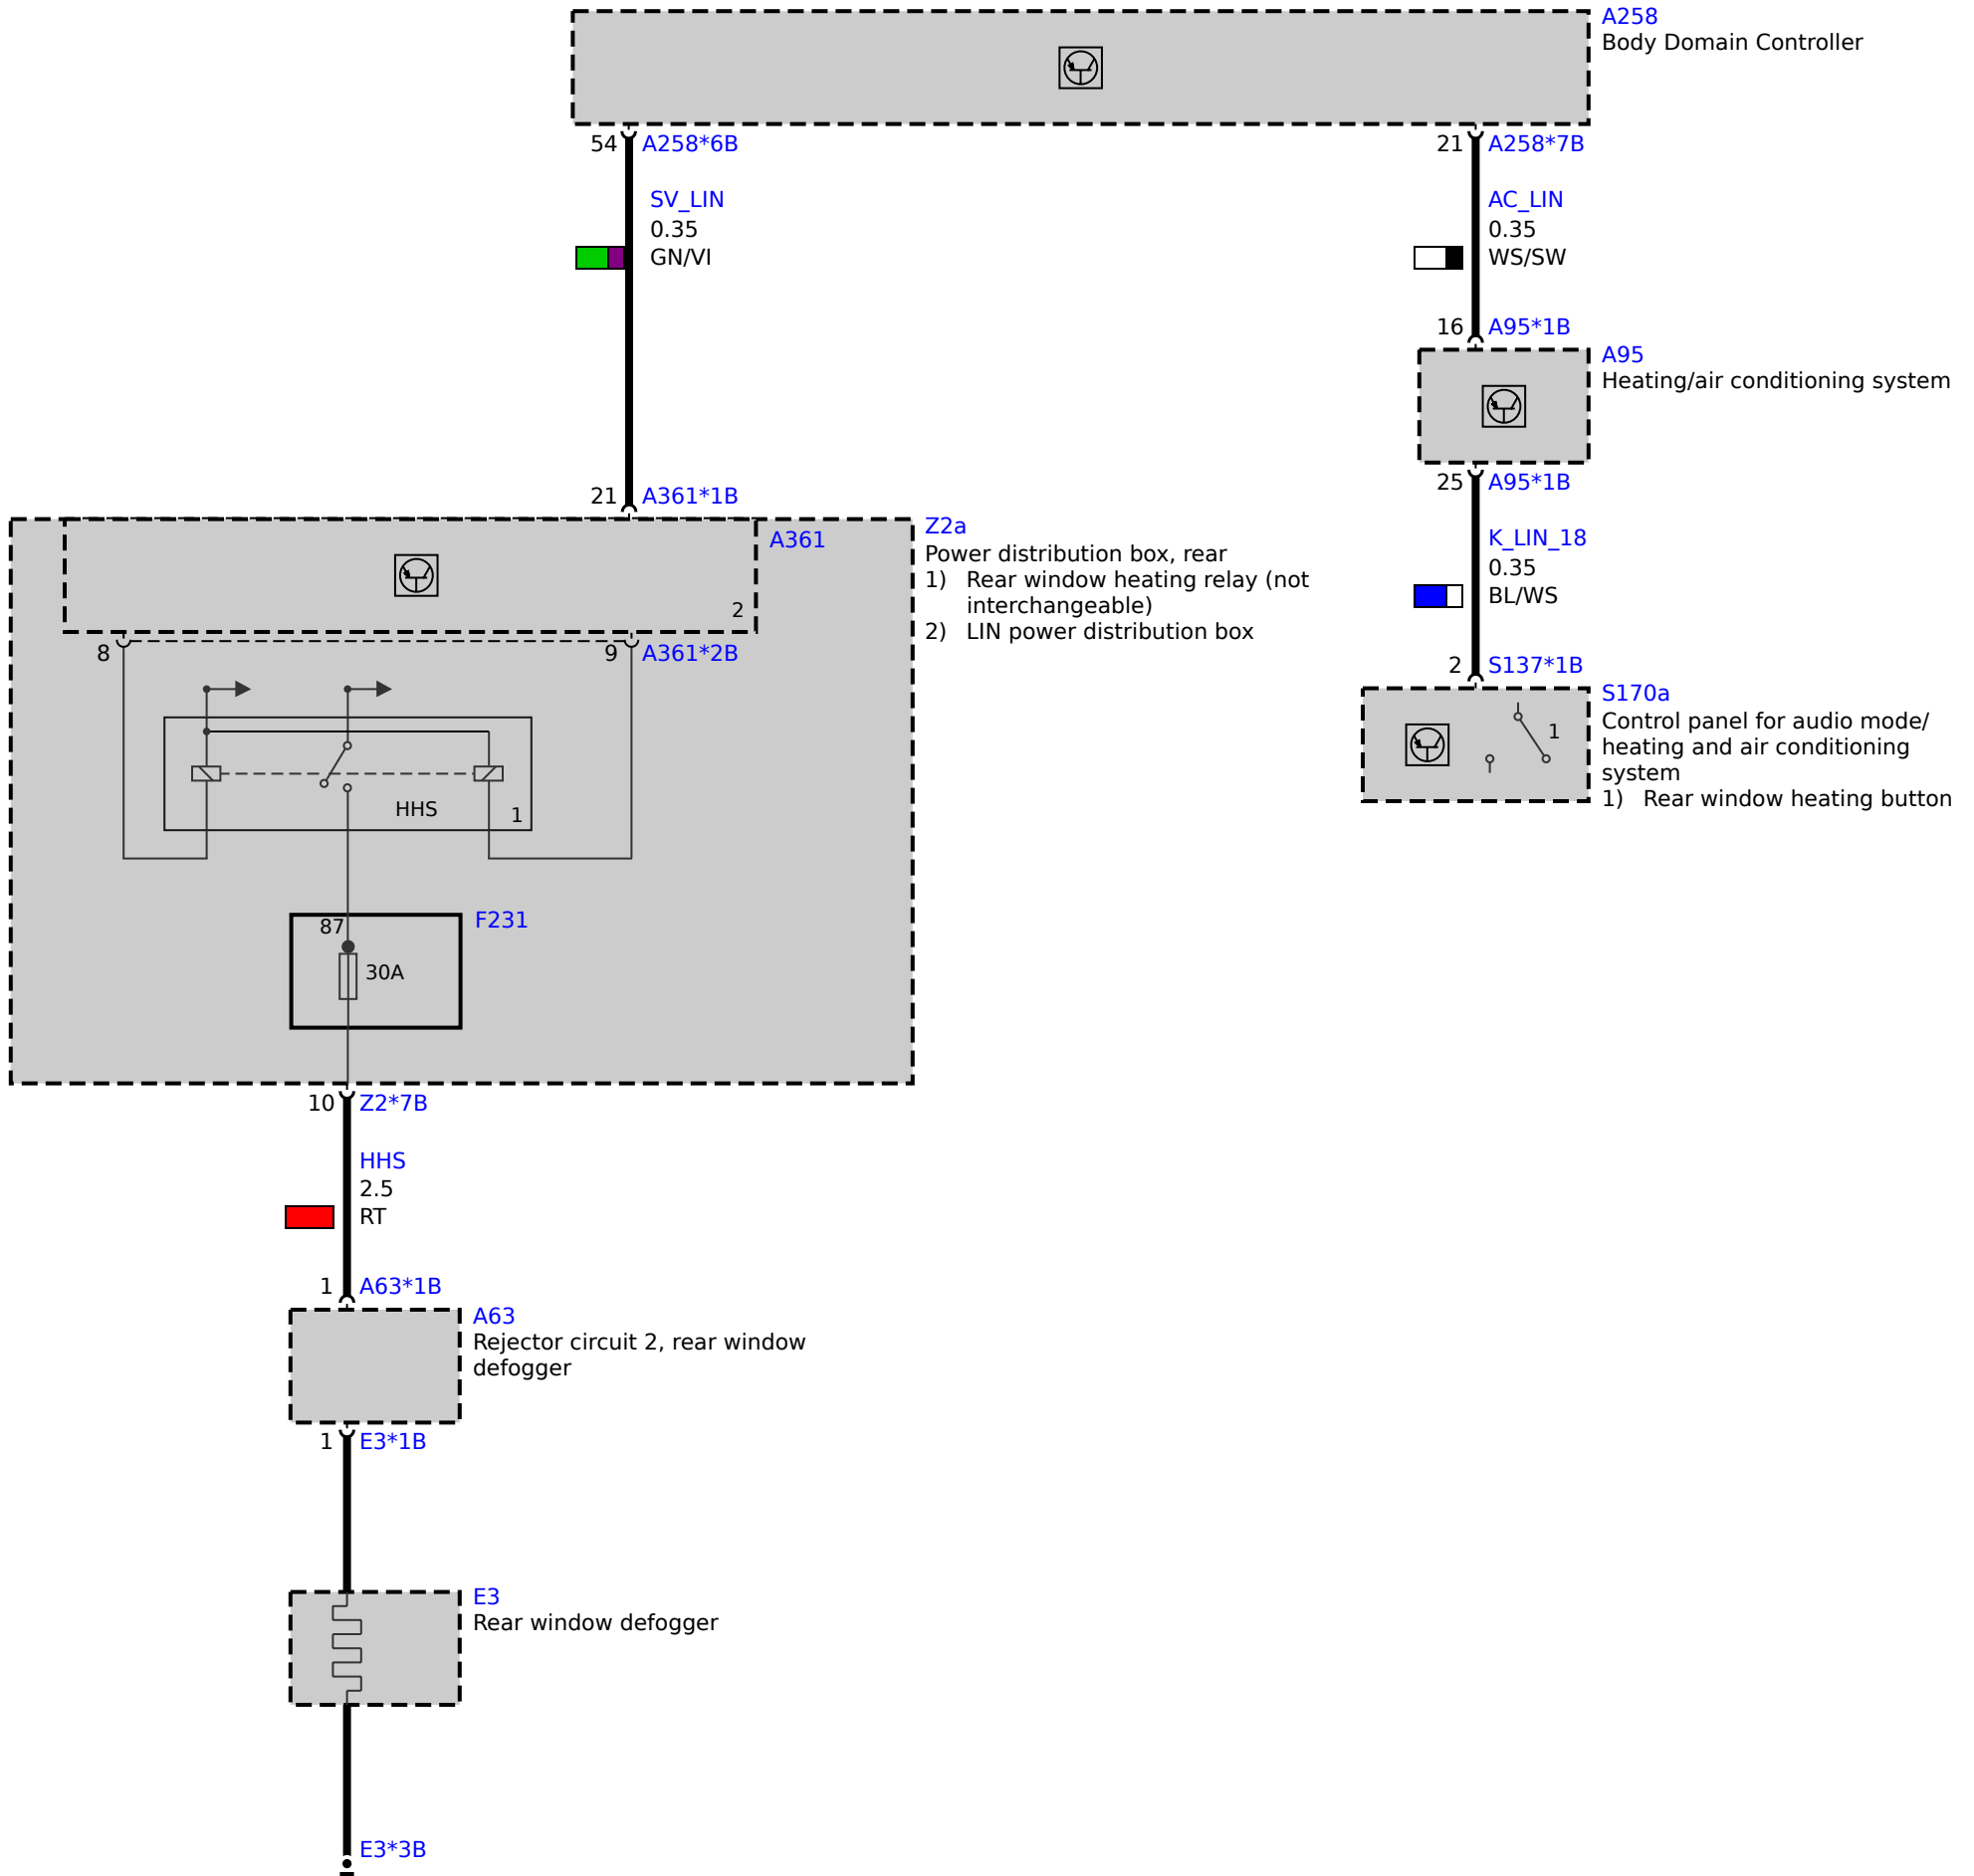 A258
Body Domain Controller
54 A258*6B
21 A258*7B
SV_LIN
0.35
GN/VI
AC_LIN
0.35
WS/SW
16 A95*1B
A95
Heating/air conditioning system
25 A95*1B
21 A361*1B
A361
2
Z2a
Power distribution box, rear
1) Rear window heating relay (not
interchangeable)
2) LIN power distribution box
K_LIN_18
0.35
BL/WS
8
9 A361*2B
2 S137*1B
S170a
Control panel for audio mode/
heating and air conditioning
system
1) Rear window heating button
1
HHS
1
F231
87
30A
10 Z2*7B
HHS
2.5
RT
1 A63*1B
A63
Rejector circuit 2, rear window
defogger
1 E3*1B
E3
Rear window defogger
E3*3B